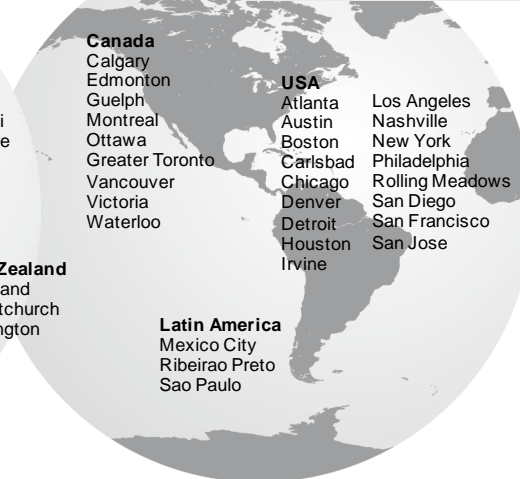 Canada
Calgary
Edmonton
Guelph
Montreal
Ottawa
Greater Toronto
Vancouver
Victoria
Waterloo
USA
Atlanta
Austin
Boston
Carlsbad
Chicago
Denver
Detroit
Houston
Irvine
Los Angeles
Nashville
New York
Philadelphia
Rolling Meadows
San Diego
San Francisco
San Jose
Zealand
Latin America
Mexico City
Ribeirao Preto
Sao Paulo